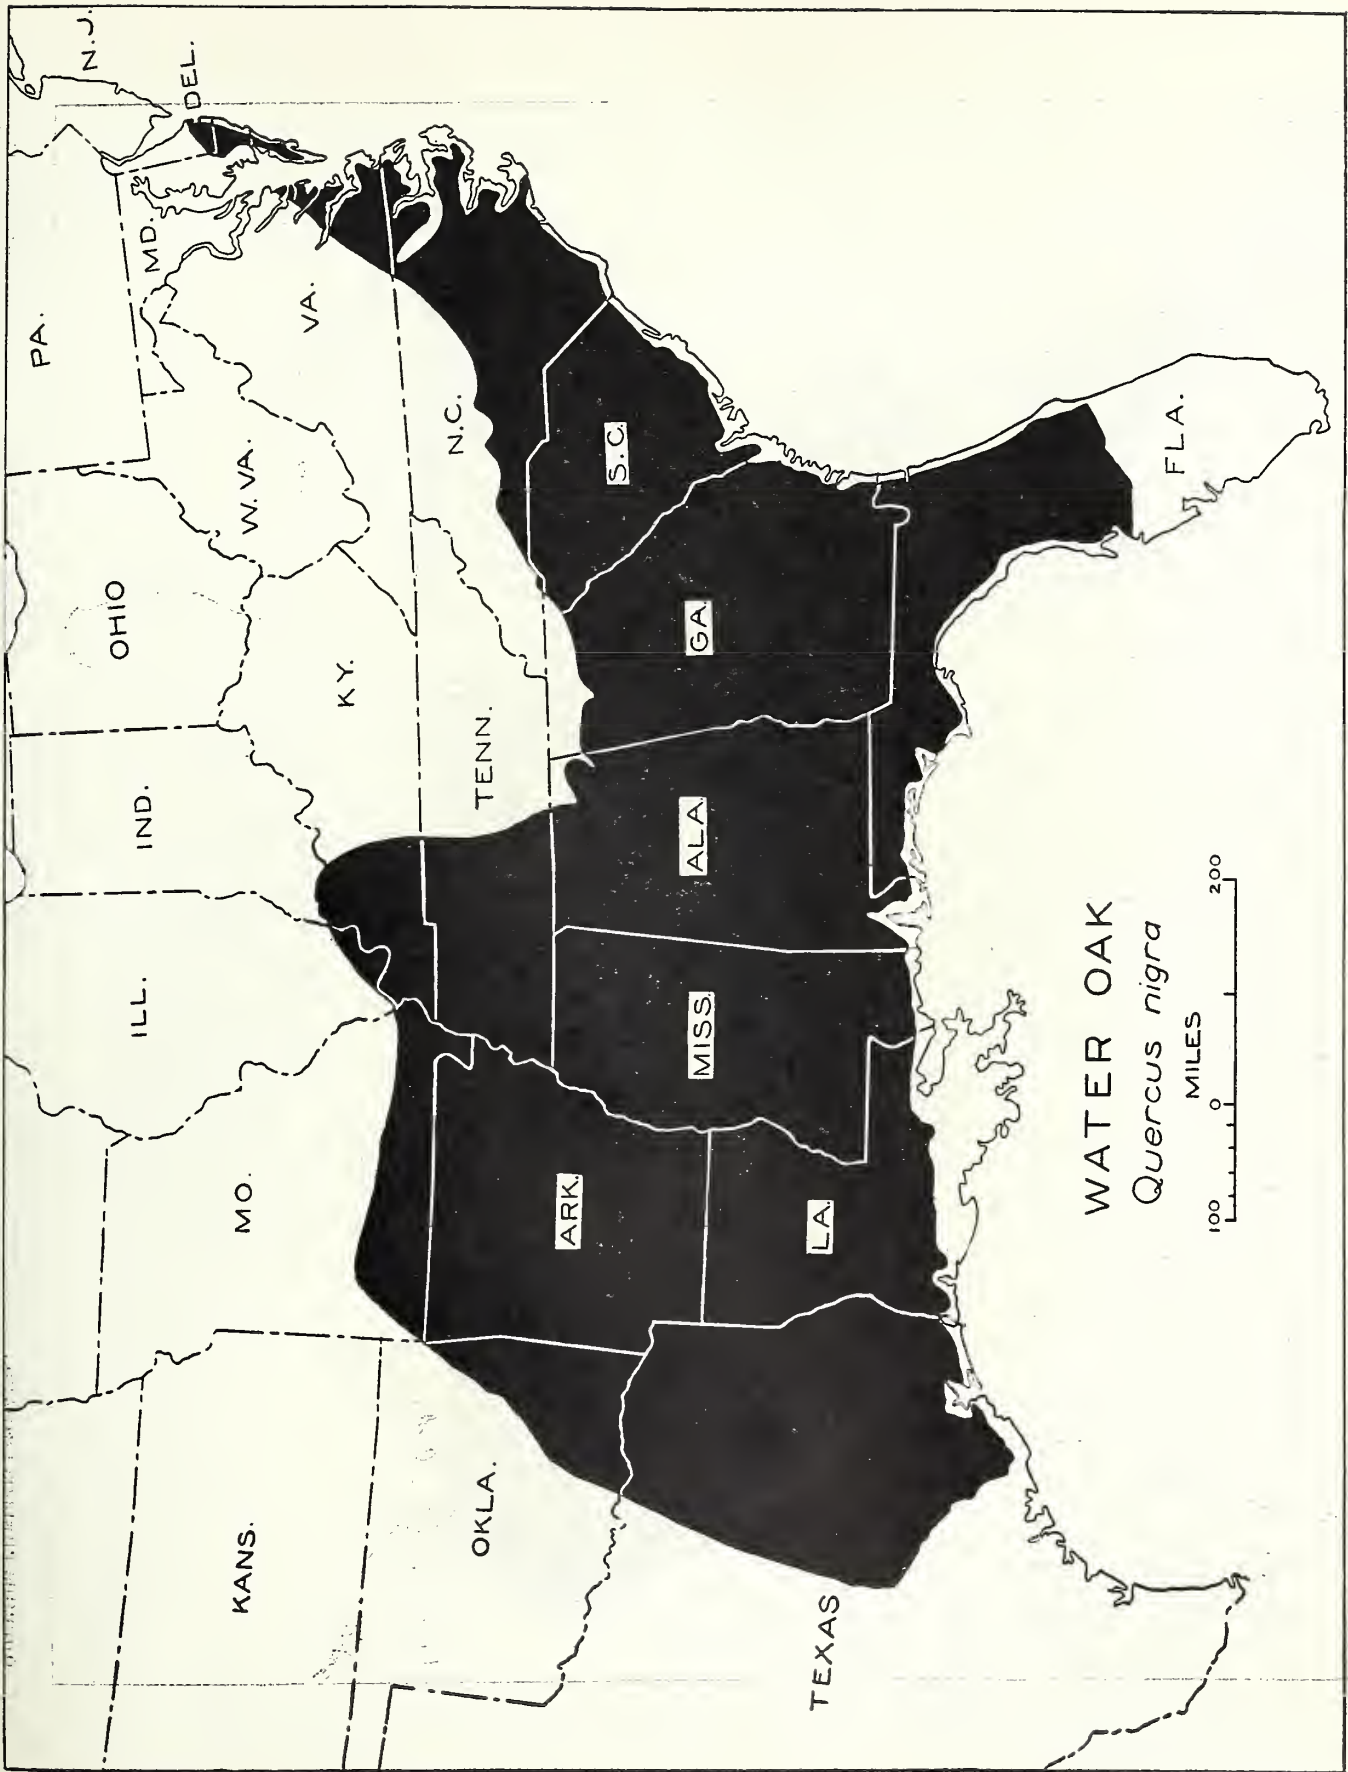 PA.
N.J.
OHIO
MD.
DEL.
IND.
W.VA.
VA.
ILL.
KY.
MO.
N.C.
KANS.
TENN.
OKLA.
ARK.
S.C.
MISS.
ALA.
GA.
LA.
TEXAS
FLA.
WATER OAK
Quercus nigra
MILES
100 0 200